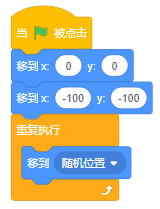 当 被点击
移到 x: 0 y: 0
移到 x: -100 y: -100
重复执行
移到 随机位置